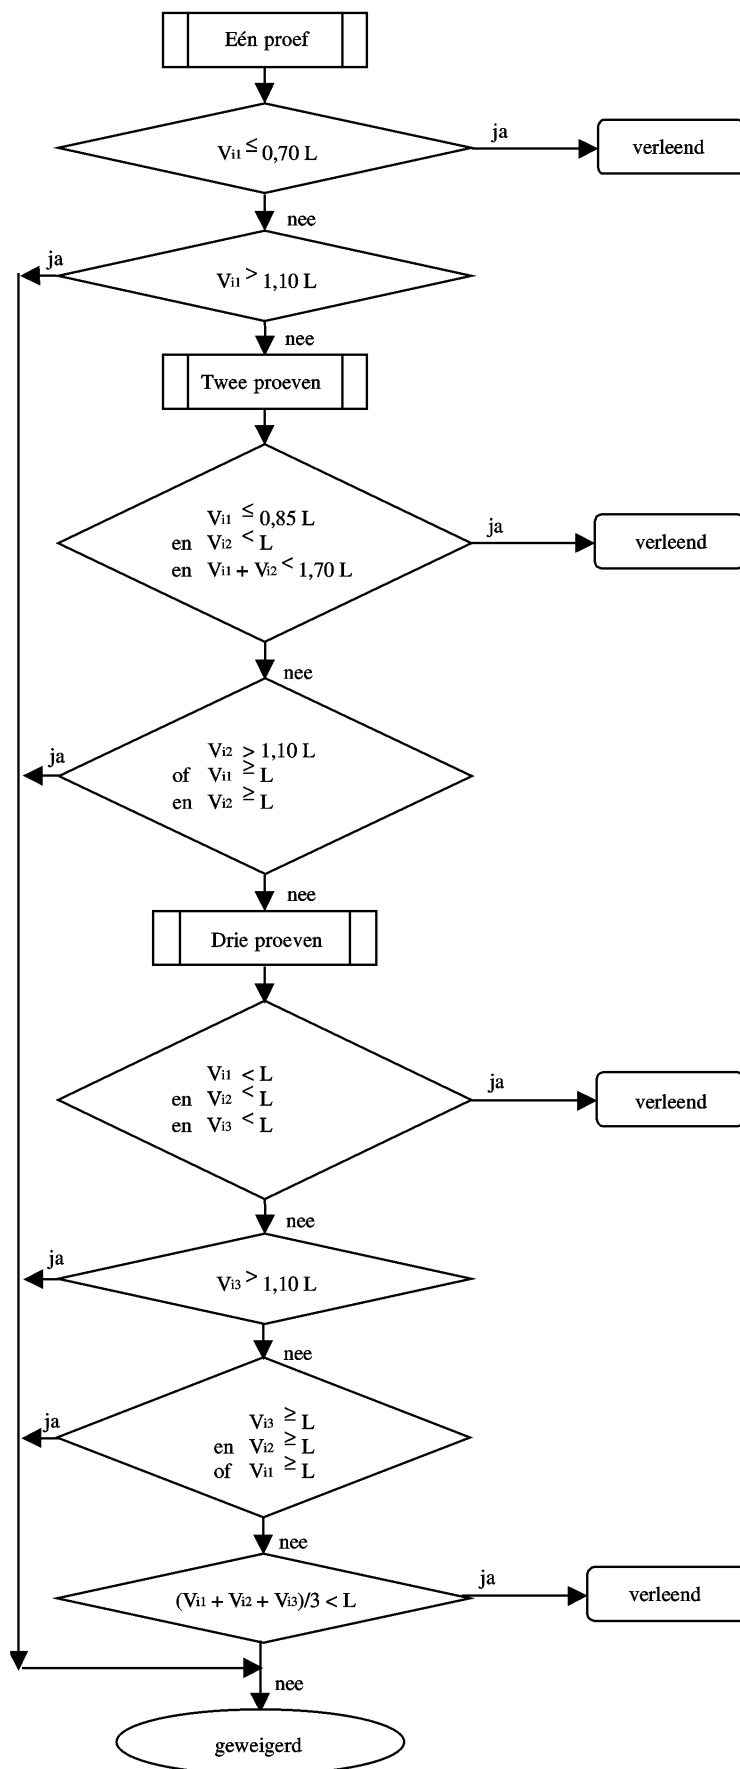 Eén proef
Vi1 ≤ 0,70 L
ja
verleend
nee
ja
Vi1 > 1,10 L
nee
Twee proeven
Vi1 ≤ 0,85 L
en Vi2 < L
en Vi1 + Vi2 < 1,70 L
ja
verleend
nee
ja
Vi2 > 1,10 L
of Vi1 ≥ L
en Vi2 ≥ L
nee
Drie proeven
Vi1 < L
en Vi2 < L
en Vi3 < L
ja
verleend
nee
ja
Vi3 > 1,10 L
nee
ja
Vi3 ≥ L
en Vi2 ≥ L
of Vi1 ≥ L
nee
(Vi1 + Vi2 + Vi3)/3 < L
ja
verleend
nee
geweigerd